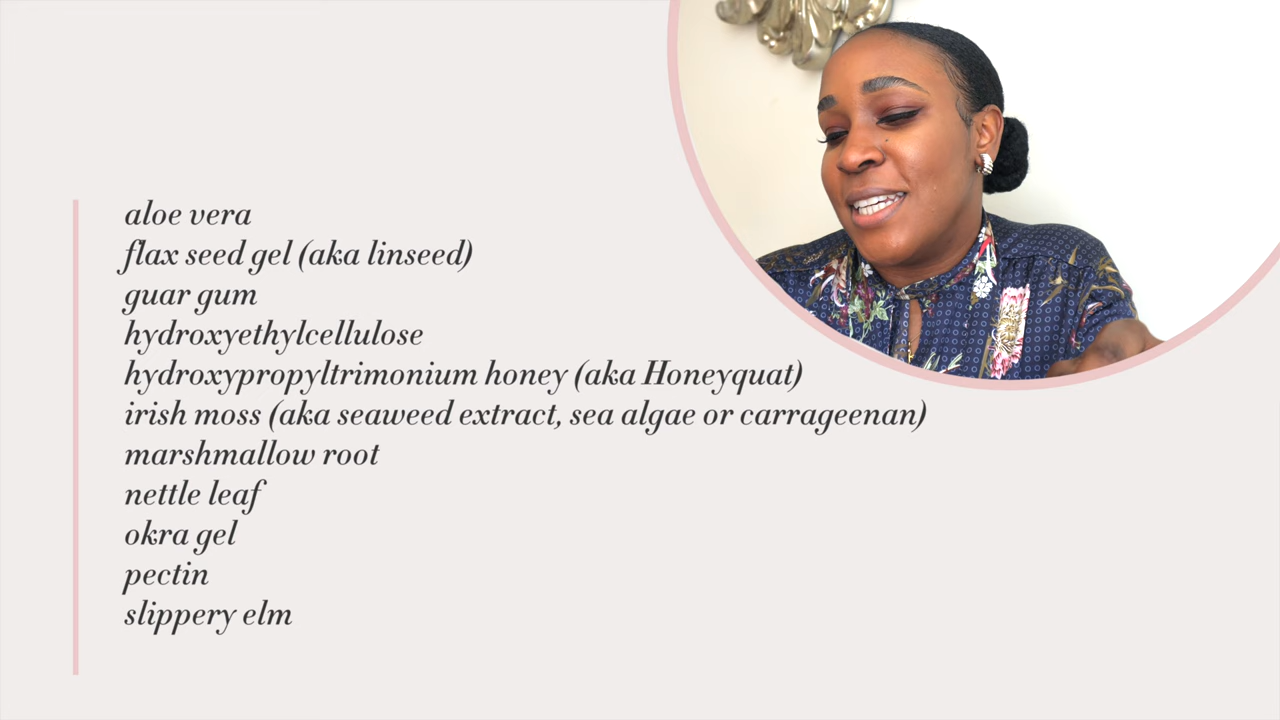 aloe vera
flax seed gel (aka linseed)
guar gum
hydroxyethylcellulose
hydroxypropyltrimonium honey (aka Honeyquat)
irish moss (aka seaweed extract, sea algae or carrageenan)
marshmallow root
nettle leaf
okra gel
pectin
slippery elm